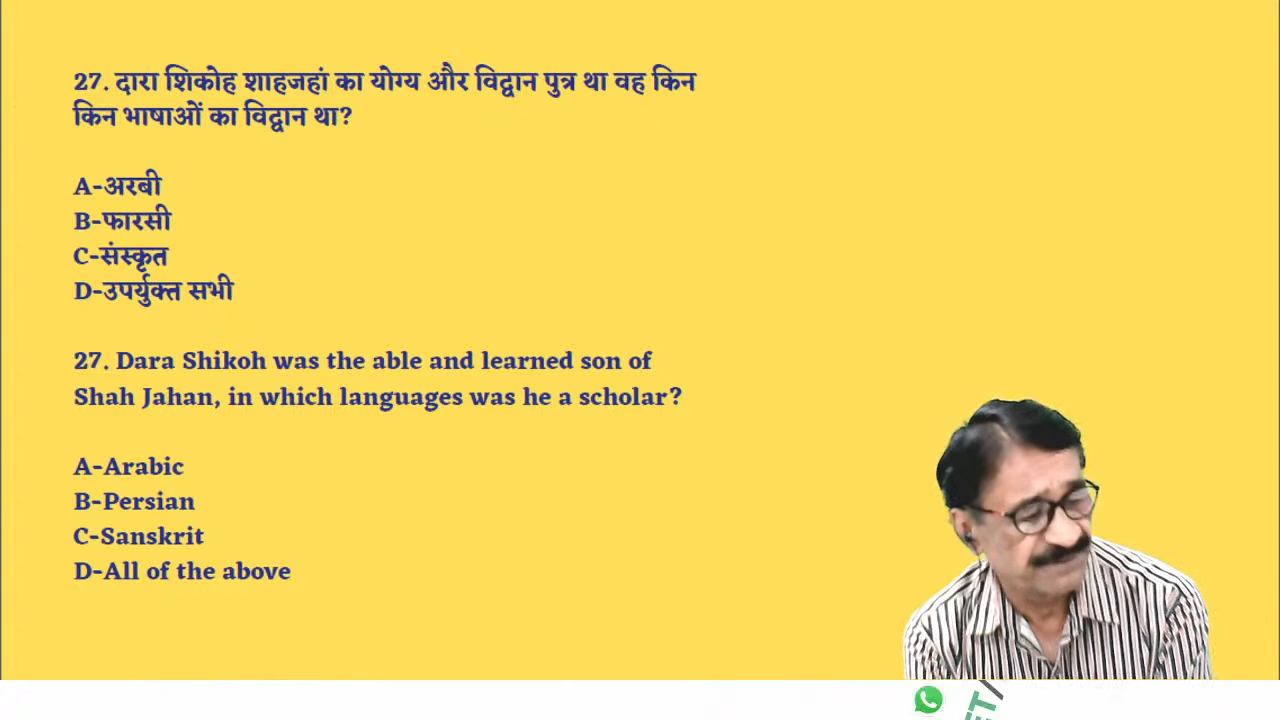 27. दारा शिकोह शाहजहां का योग्य और विद्वान पुत्र था वह किन
किन भाषाओं का विद्वान था?
A-अरबी
B-फारसी
C-संस्कृत
D-उपर्युक्त सभी
27. Dara Shikoh was the able and learned son of
Shah Jahan, in which languages was he a scholar?
A-Arabic
B-Persian
C-Sanskrit
D-All of the above